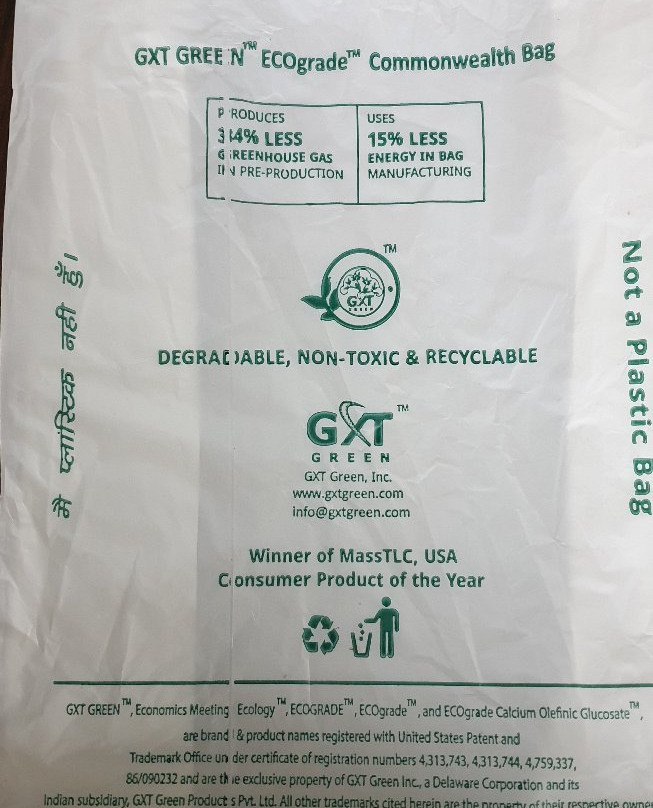 GXT GREEN™ ECOgrade™ Commonwealth Bag
PRODUCES
34% LESS
GREENHOUSE GAS
IN PRE-PRODUCTION
USES
15% LESS
ENERGY IN BAG
MANUFACTURING
TM
GXT
GREEN
DEGRADABLE, NON-TOXIC & RECYCLABLE
GXT™
GREEN
GXT Green, Inc.
www.gxtgreen.com
info@gxtgreen.com
Winner of MassTLC, USA
Consumer Product of the Year
मै प्लास्टिक नही हूँ।
Not a Plastic Bag
GXT GREEN™, Economics Meeting Ecology™, ECOGRADE™, ECOgrade™, and ECOgrade Calcium Olefinic Glucosate™,
are brand & product names registered with United States Patent and
Trademark Office under certificate of registration numbers 4,313,743, 4,313,744, 4,759,337,
86/090232 and are the exclusive property of GXT Green Inc., a Delaware Corporation and its
Indian subsidiary, GXT Green Products Pvt. Ltd. All other trademarks cited herein are the property of their respective owne